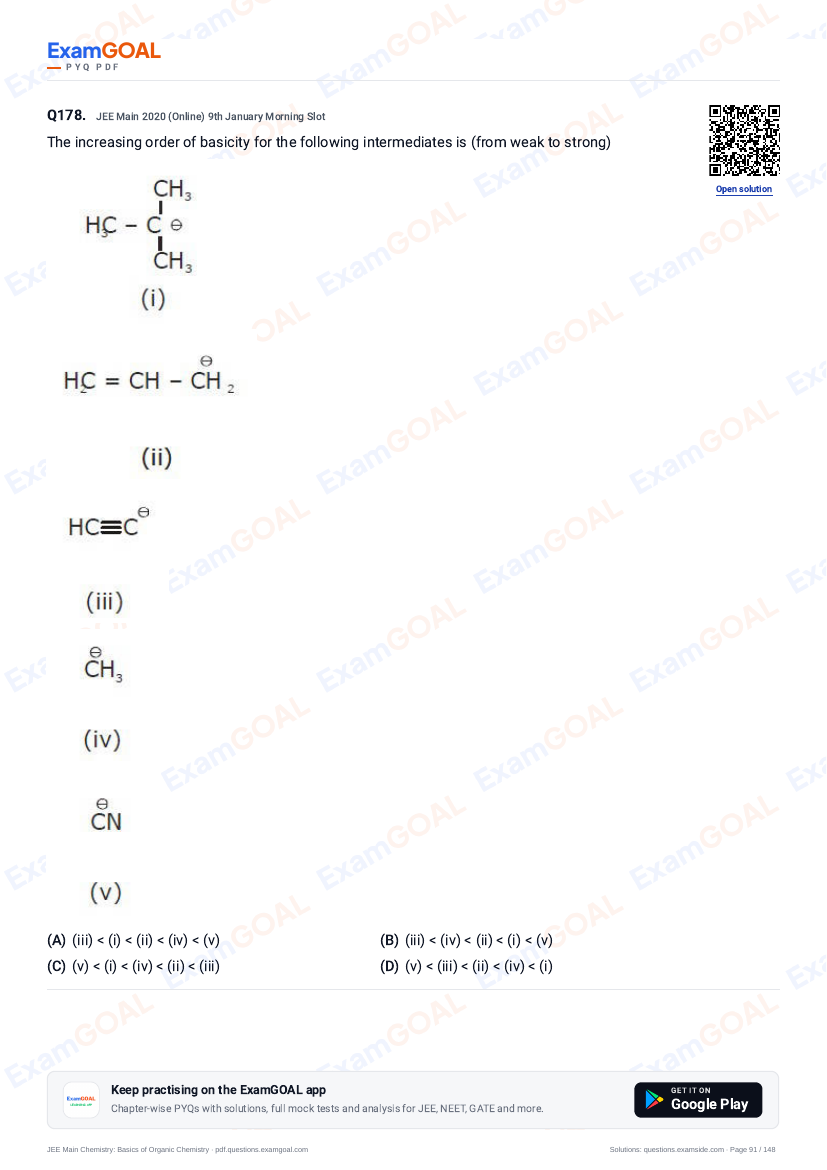 ExamGOAL
PYQ PDF
Q178. JEE Main 2020 (Online) 9th January Morning Slot
The increasing order of basicity for the following intermediates is (from weak to strong)
Open solution
CH3
H3C – C ⊖
CH3
(i)
⊖
H2C = CH – CH2
(ii)
HC≡C⊖
(iii)
⊖
CH3
(iv)
⊖
CN
(v)
(A) (iii) < (i) < (ii) < (iv) < (v)
(B) (iii) < (iv) < (ii) < (i) < (v)
(C) (v) < (i) < (iv) < (ii) < (iii)
(D) (v) < (iii) < (ii) < (iv) < (i)
Keep practising on the ExamGOAL app
Chapter-wise PYQs with solutions, full mock tests and analysis for JEE, NEET, GATE and more.
ExamGOAL
GET IT ON
Google Play
JEE Main Chemistry: Basics of Organic Chemistry · pdf.questions.examgoal.com
Solutions: questions.examside.com · Page 91 / 148